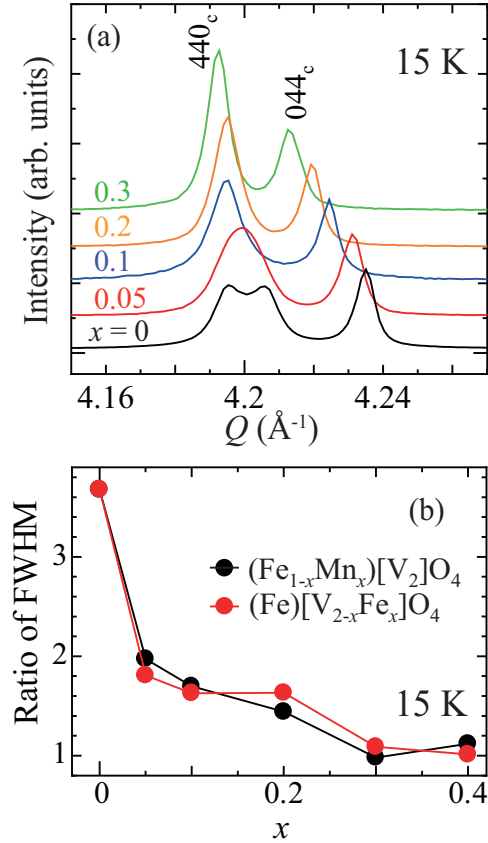 (a)
440c
044c
15 K
0.3
0.2
0.1
0.05
x = 0
Intensity (arb. units)
4.16
4.2
4.24
Q (Å-1)
(b)
(Fe1-xMnx)[V2]O4
(Fe)[V2-xFex]O4
15 K
Ratio of FWHM
3
2
1
0
0.2
0.4
x